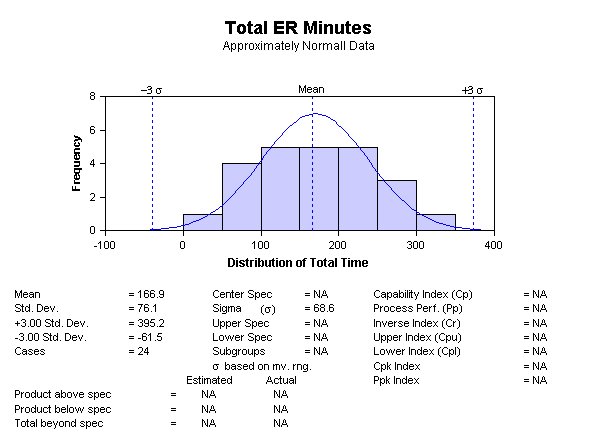 Total ER Minutes
Approximately Normall Data
−3 σ Mean +3 σ
8
6
4
2
0
Frequency
-100 0 100 200 300 400
Distribution of Total Time
Mean = 166.9 Center Spec = NA Capability Index (Cp) = NA
Std. Dev. = 76.1 Sigma (σ) = 68.6 Process Perf. (Pp) = NA
+3.00 Std. Dev. = 395.2 Upper Spec = NA Inverse Index (Cr) = NA
-3.00 Std. Dev. = -61.5 Lower Spec = NA Upper Index (Cpu) = NA
Cases = 24 Subgroups = NA Lower Index (Cpl) = NA
σ based on mv. rng. Cpk Index = NA
Estimated Actual Ppk Index = NA
Product above spec = NA NA
Product below spec = NA NA
Total beyond spec = NA NA